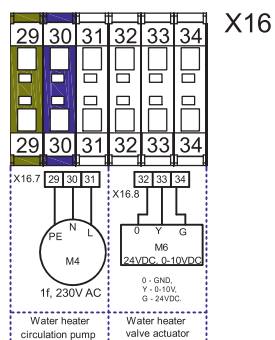 X16
29 30 31 32 33 34
29 30 31 32 33 34
X16.7 29 30 31
32 33 34
X16.8
PE N L
M4
1f, 230V AC
0 Y G
M6
24VDC, 0-10VDC
0 - GND,
Y - 0-10V,
G - 24VDC.
Water heater
circulation pump
Water heater
valve actuator